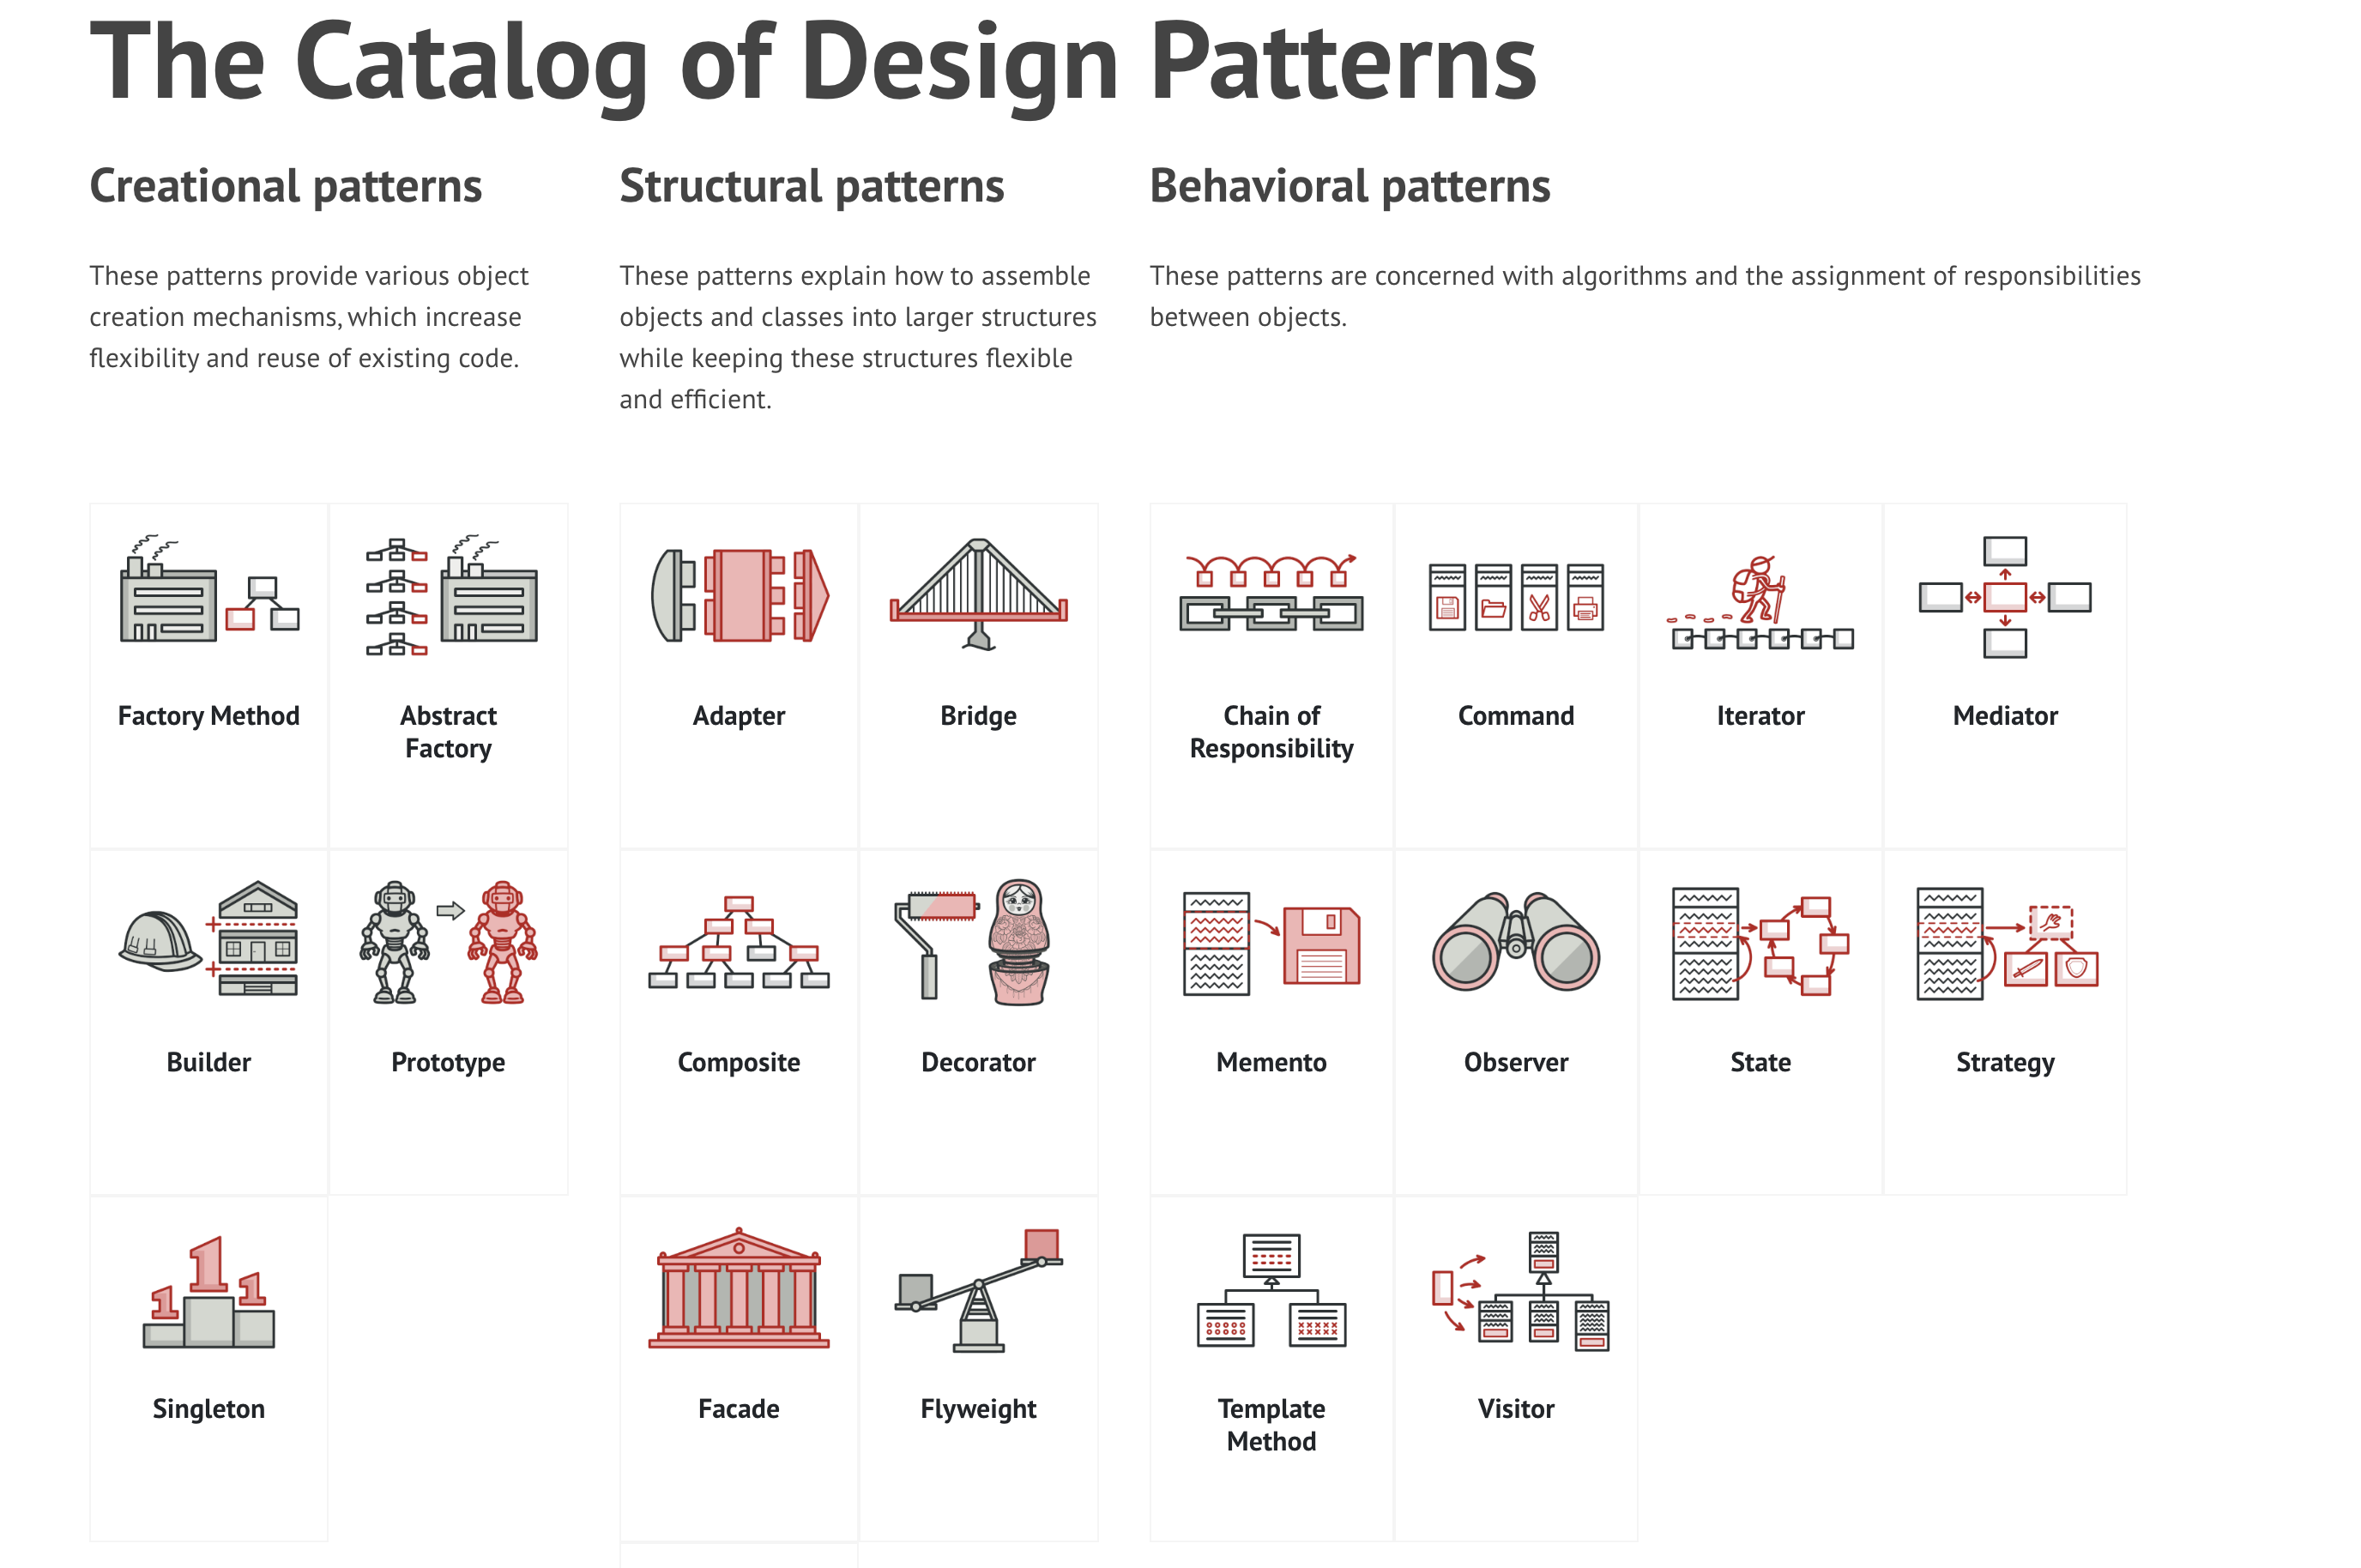 The Catalog of Design Patterns
Creational patterns
These patterns provide various object
creation mechanisms, which increase
flexibility and reuse of existing code.
Factory Method
Abstract
Factory
Builder
Prototype
1
1
1
Singleton
Structural patterns
These patterns explain how to assemble
objects and classes into larger structures
while keeping these structures flexible
and efficient.
Adapter
Bridge
Composite
Decorator
Facade
Flyweight
Behavioral patterns
These patterns are concerned with algorithms and the assignment of responsibilities
between objects.
Chain of
Responsibility
Command
Iterator
Mediator
Memento
Observer
State
Strategy
Template
Method
Visitor